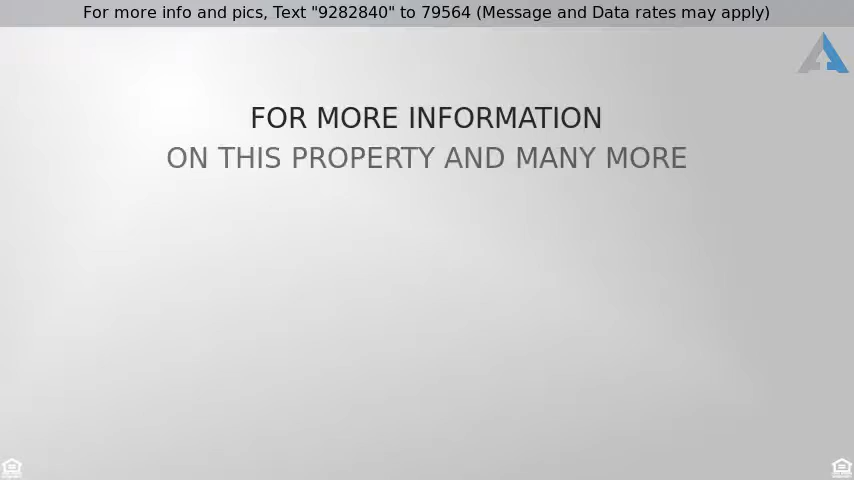 For more info and pics, Text "9282840" to 79564 (Message and Data rates may apply)
FOR MORE INFORMATION
ON THIS PROPERTY AND MANY MORE